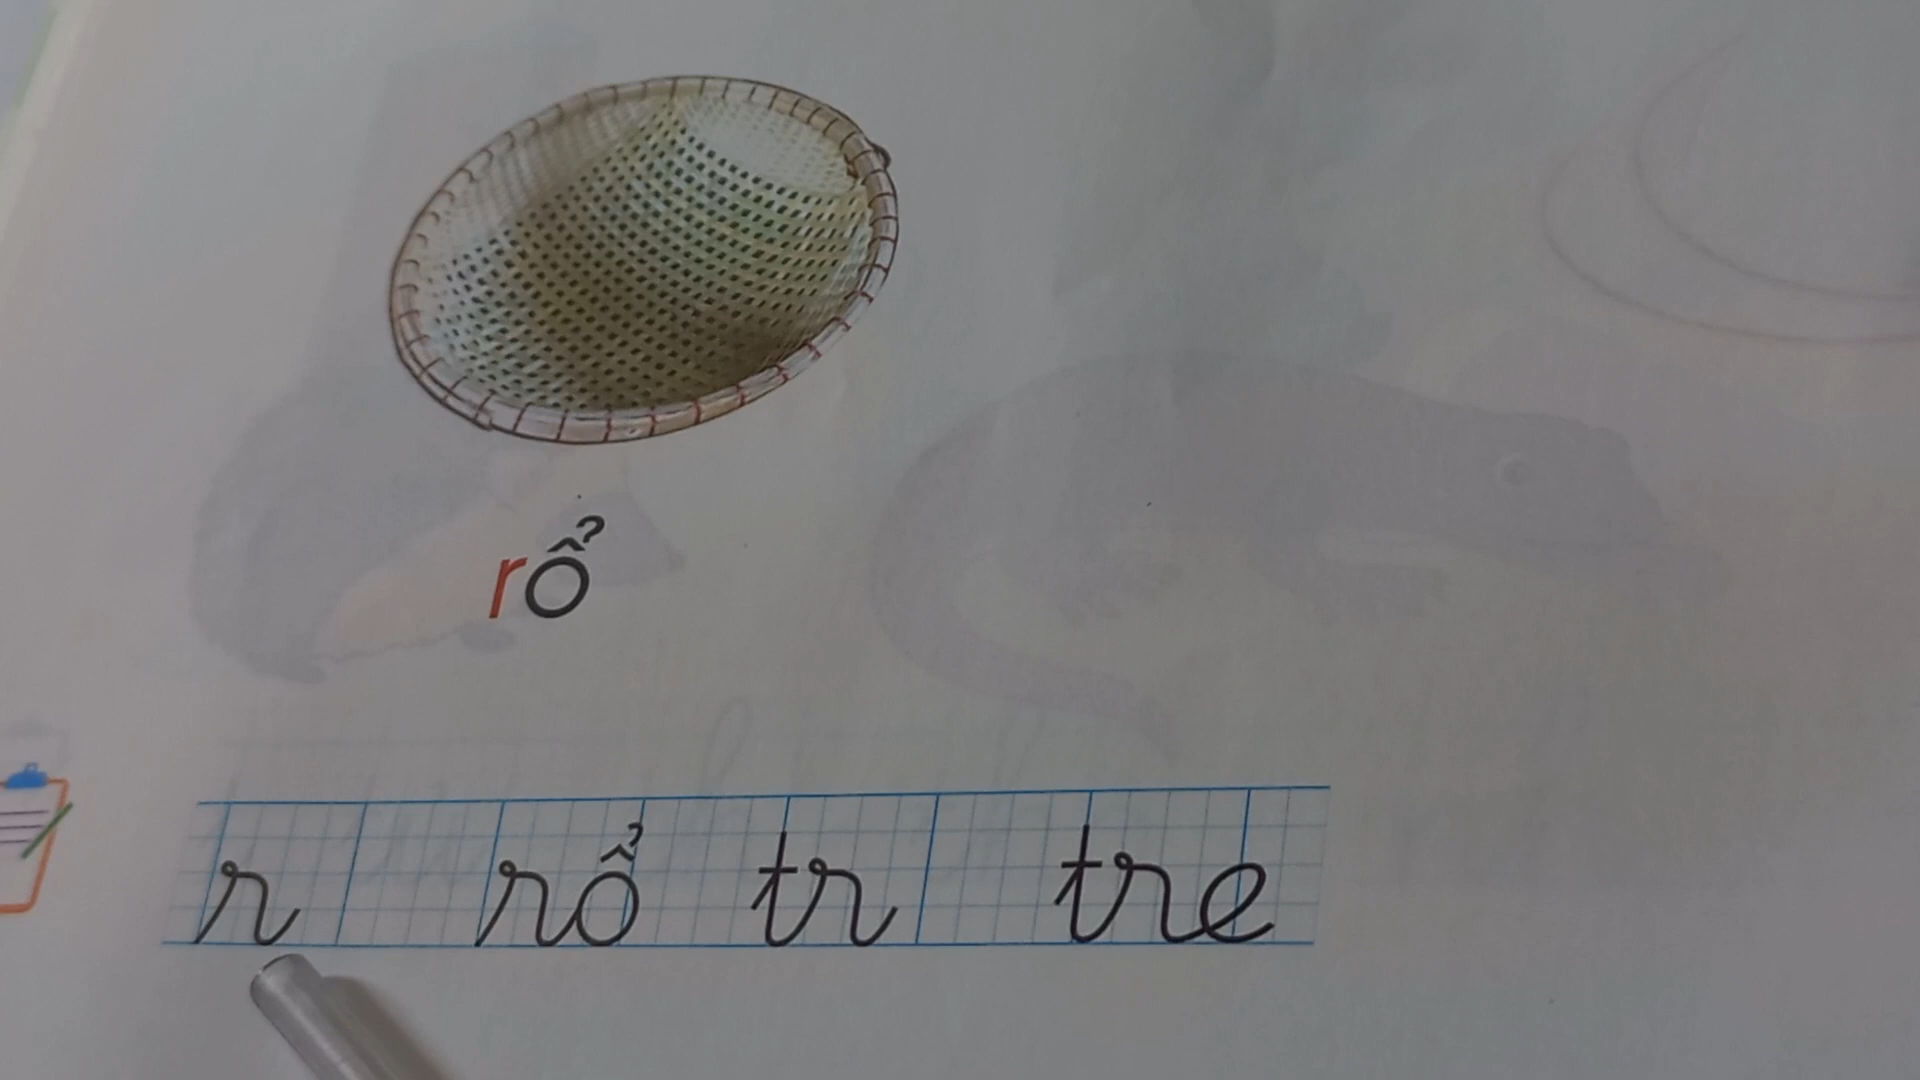 rổ
r rổ tr tre